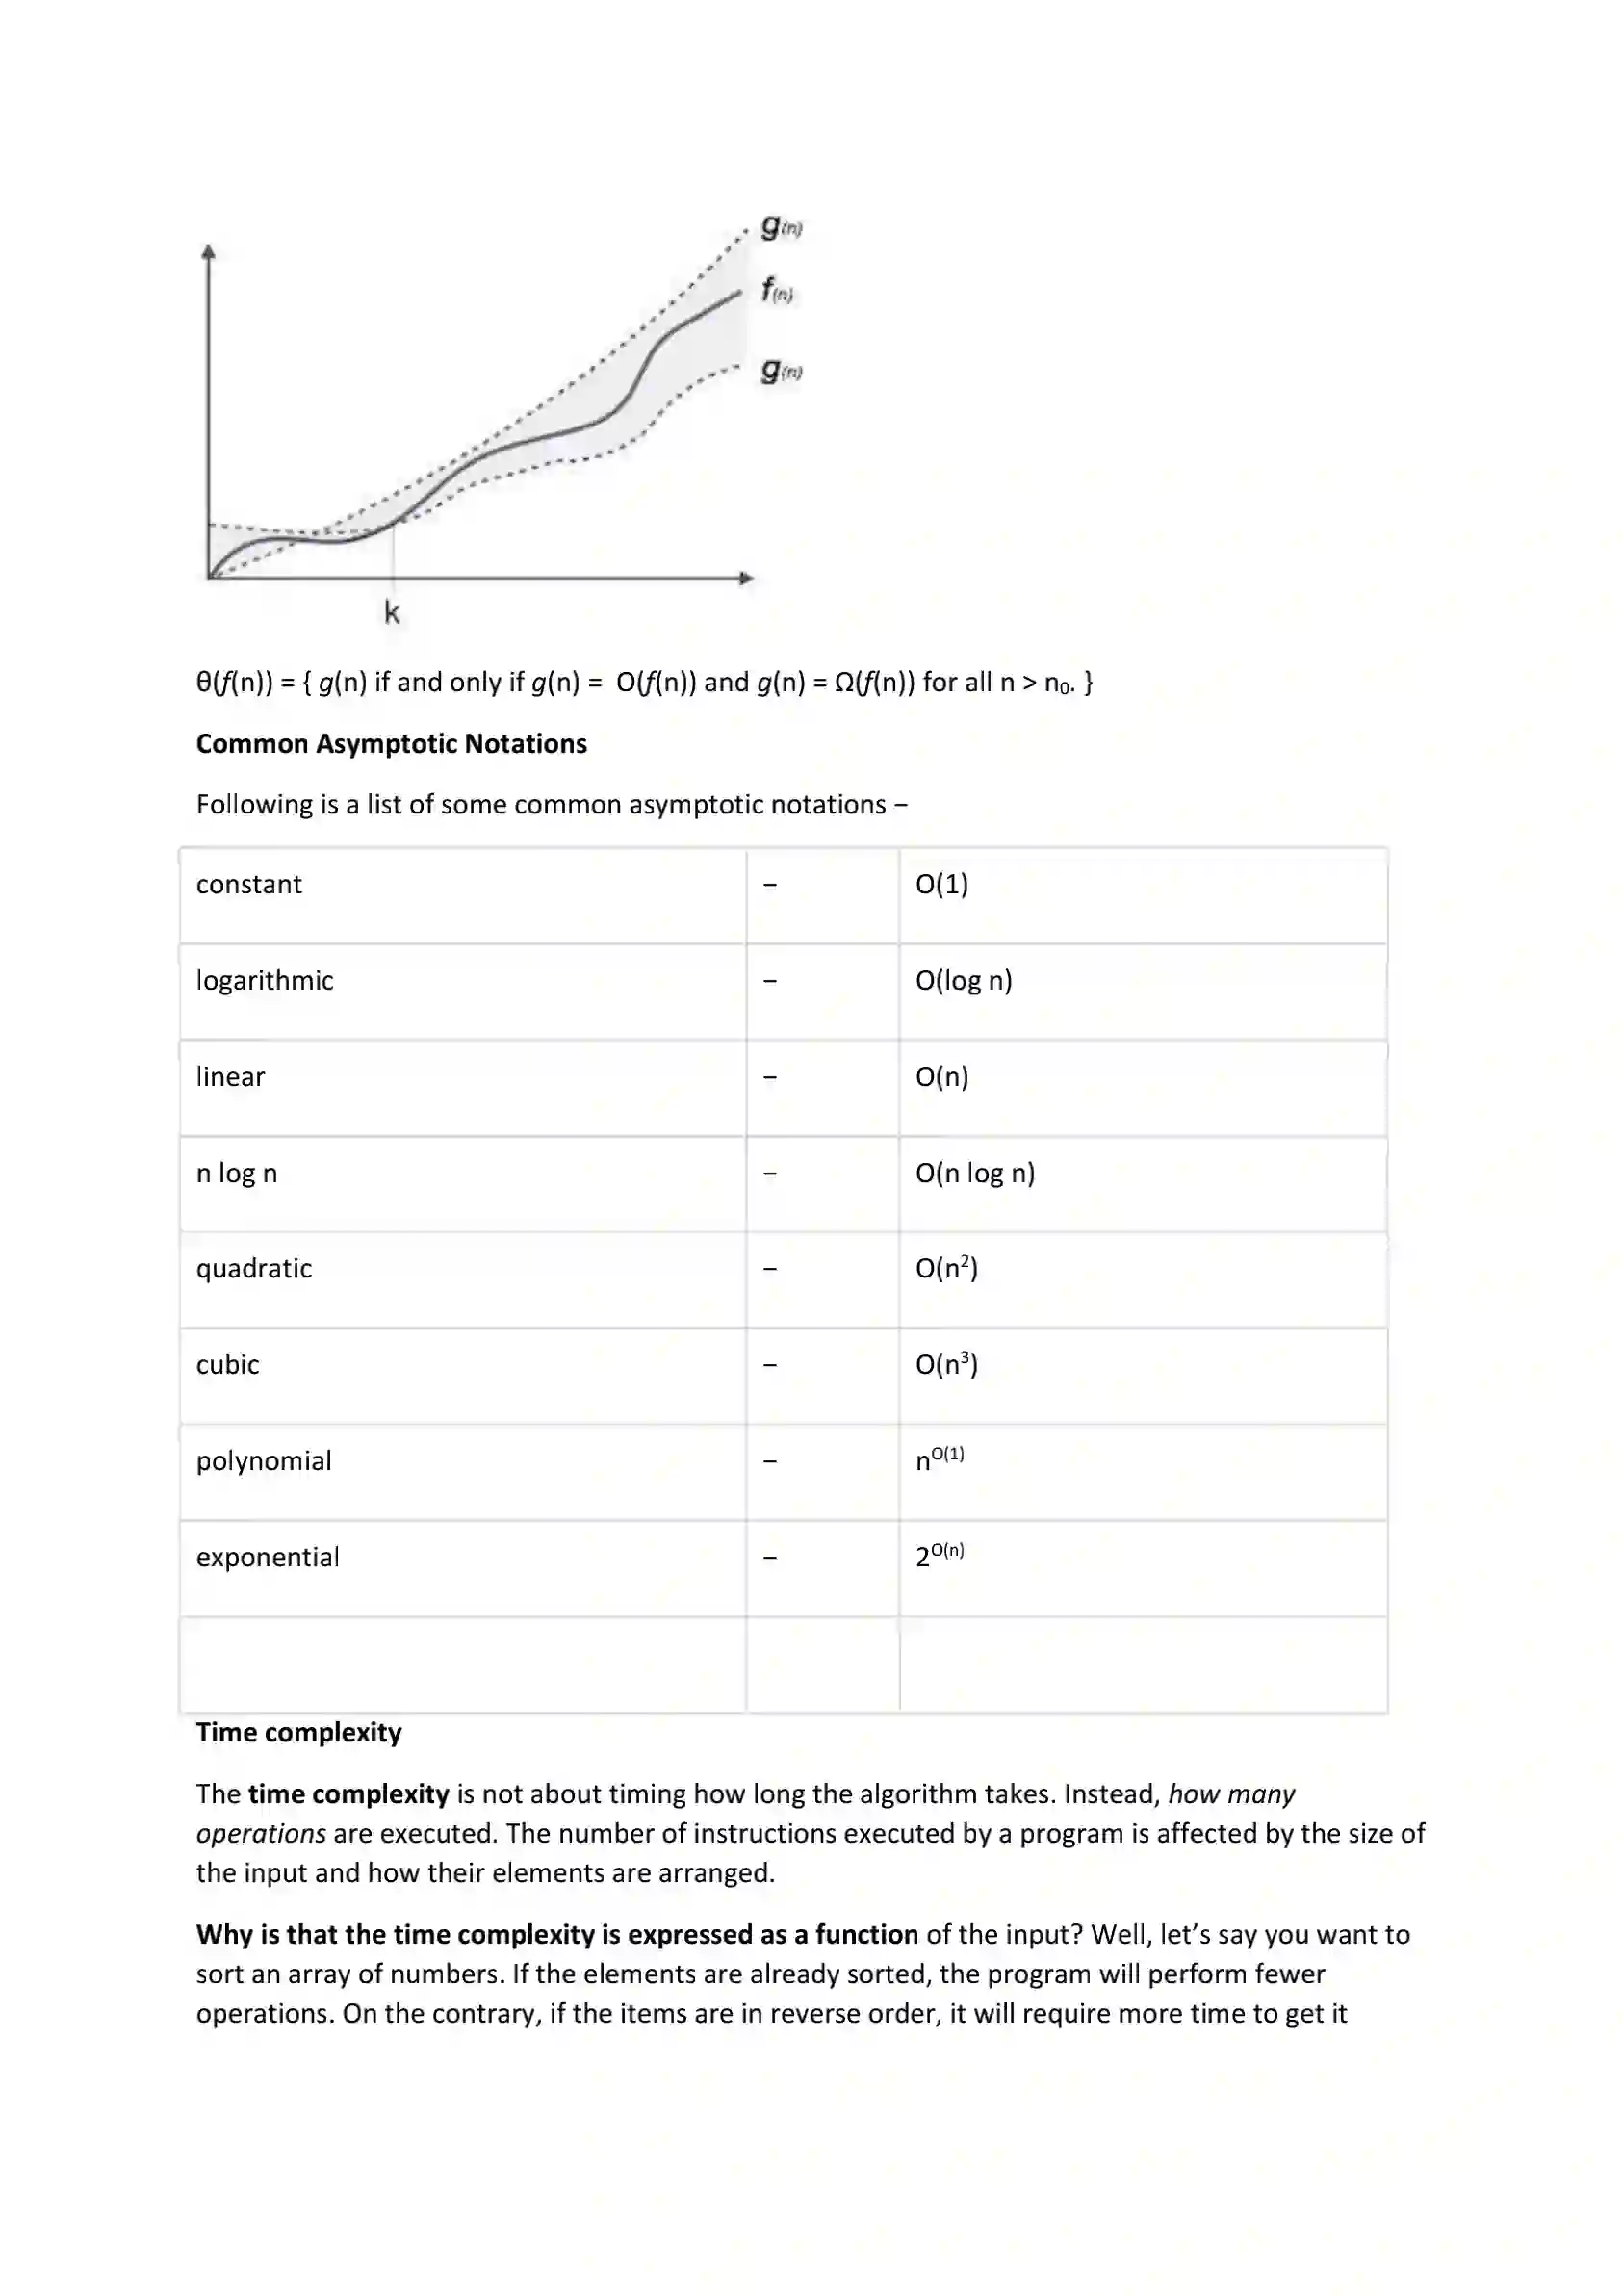 g(n)
f(n)
g(n)
k
θ(f(n)) = { g(n) if and only if g(n) =  O(f(n)) and g(n) = Ω(f(n)) for all n > n₀. }
Common Asymptotic Notations
Following is a list of some common asymptotic notations −
constant − O(1)
logarithmic − O(log n)
linear − O(n)
n log n − O(n log n)
quadratic − O(n²)
cubic − O(n³)
polynomial − n^O(1)
exponential − 2^O(n)
Time complexity
The time complexity is not about timing how long the algorithm takes. Instead, how many
operations are executed. The number of instructions executed by a program is affected by the size of
the input and how their elements are arranged.
Why is that the time complexity is expressed as a function of the input? Well, let’s say you want to
sort an array of numbers. If the elements are already sorted, the program will perform fewer
operations. On the contrary, if the items are in reverse order, it will require more time to get it